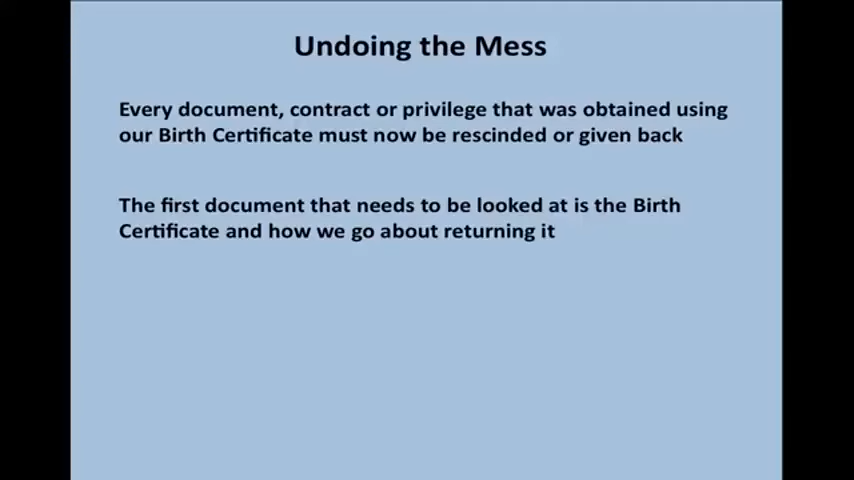 Undoing the Mess
Every document, contract or privilege that was obtained using
our Birth Certificate must now be rescinded or given back
The first document that needs to be looked at is the Birth
Certificate and how we go about returning it